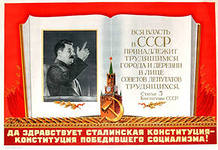 ВСЯ ВЛАСТЬ
В СССР
ПРИНАДЛЕЖИТ
ТРУДЯЩИМСЯ
ГОРОДА И ДЕРЕВНИ
В ЛИЦЕ
СОВЕТОВ ДЕПУТАТОВ
ТРУДЯЩИХСЯ.
Статья 3
Конституции СССР
ДА ЗДРАВСТВУЕТ СТАЛИНСКАЯ КОНСТИТУЦИЯ-
КОНСТИТУЦИЯ ПОБЕДИВШЕГО СОЦИАЛИЗМА!